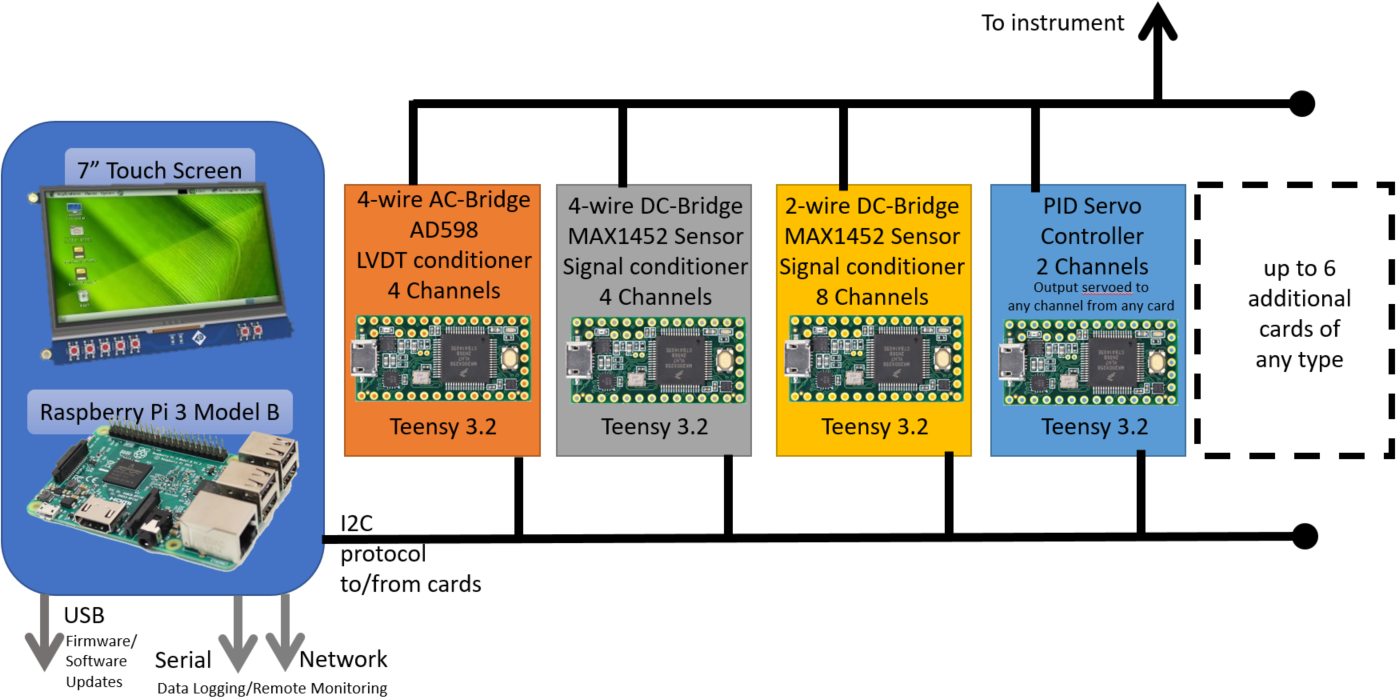 To instrument
7” Touch Screen
Raspberry Pi 3 Model B
4-wire AC-Bridge
AD598
LVDT conditioner
4 Channels
Teensy 3.2
4-wire DC-Bridge
MAX1452 Sensor
Signal conditioner
4 Channels
Teensy 3.2
2-wire DC-Bridge
MAX1452 Sensor
Signal conditioner
8 Channels
Teensy 3.2
PID Servo
Controller
2 Channels
Output servoed to
any channel from any card
Teensy 3.2
up to 6
additional
cards of
any type
I2C
protocol
to/from cards
USB
Firmware/
Software
Updates
Serial
Network
Data Logging/Remote Monitoring